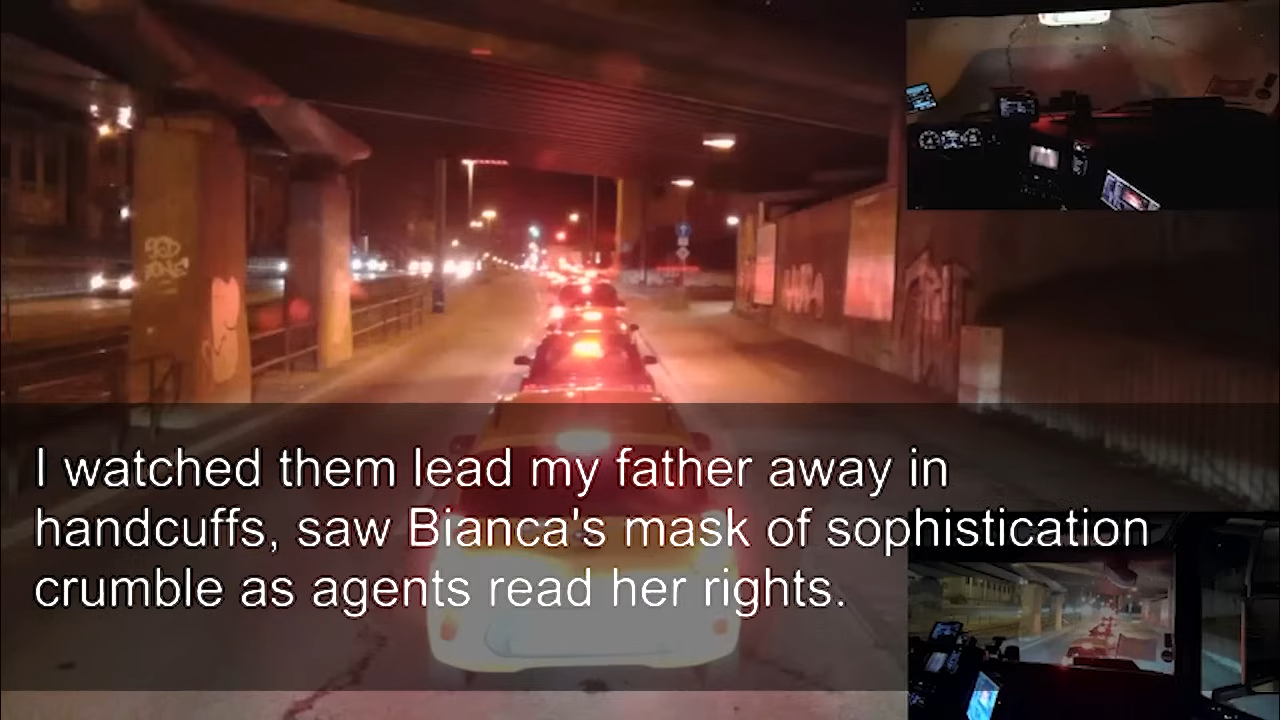 I watched them lead my father away in
handcuffs, saw Bianca's mask of sophistication
crumble as agents read her rights.